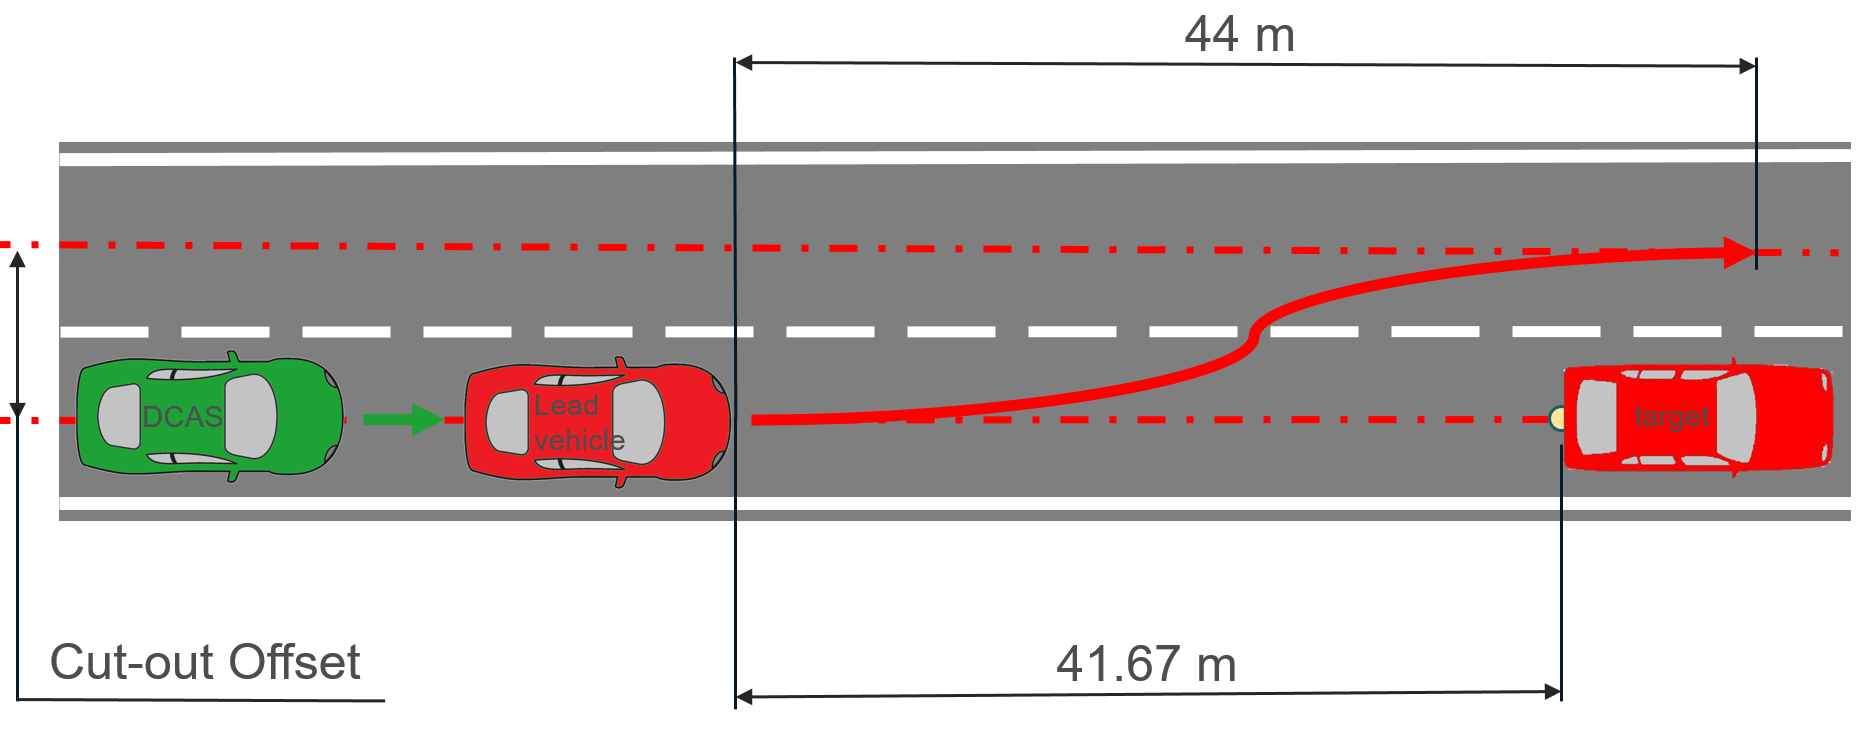 44 m
DCAS
Lead
vehicle
target
Cut-out Offset
41.67 m